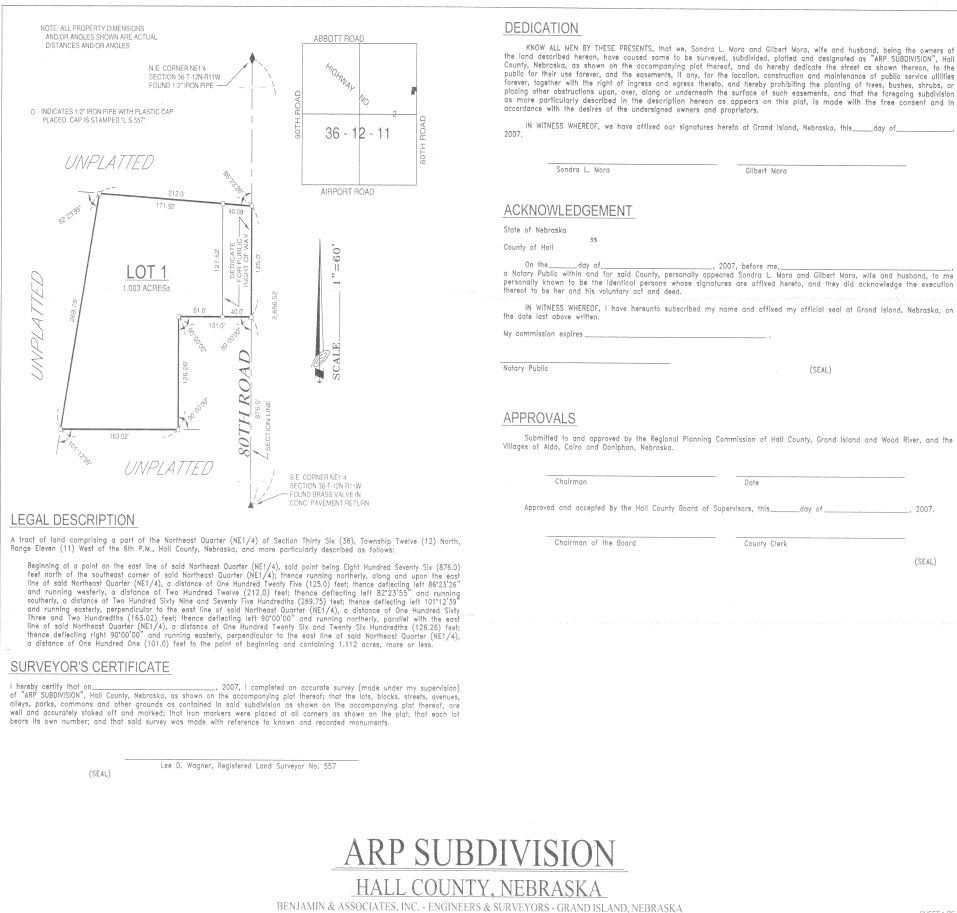 NOTE: ALL PROPERTY DIMENSIONS
AND/OR ANGLES SHOWN ARE ACTUAL
DISTANCES AND/OR ANGLES
N.E. CORNER NE1/4
SECTION 36-T-12N-R11W
FOUND 1/2" IRON PIPE
O - INDICATES 1/2" IRON PIPE WITH PLASTIC CAP
PLACED. CAP IS STAMPED "L S 557".
ABBOTT ROAD
HIGHWAY NO. 2
90TH ROAD
36 - 12 - 11
80TH ROAD
AIRPORT ROAD
UNPLATTED
86°23'26"
212.0'
171.92'
40.08'
82°23'55"
LOT 1
1.003 ACRES±
127.52'
DEDICATE
FOR PUBLIC
RIGHT OF WAY
125.0'
UNPLATTED
UNPLATTED
269.75'
61.0'
40.0'
101.0'
90°00'00"
90°00'00"
2,656.52
126.26'
90°00'00"
163.02'
101°12'39"
UNPLATTED
80TH ROAD
876.0'
SECTION LINE
SCALE 1"=60'
S.E. CORNER NE1/4
SECTION 36-T-12N-R11W
FOUND BRASS VALVE IN
CONC. PAVEMENT RETURN
LEGAL DESCRIPTION
A tract of land comprising a part of the Northeast Quarter (NE1/4) of Section Thirty Six (36), Township Twelve (12) North,
Range Eleven (11) West of the 6th P.M., Hall County, Nebraska, and more particularly described as follows:
Beginning at a point on the east line of said Northeast Quarter (NE1/4), said point being Eight Hundred Seventy Six (876.0)
feet north of the southeast corner of said Northeast Quarter (NE1/4); thence running northerly, along and upon the east
line of said Northeast Quarter (NE1/4), a distance of One Hundred Twenty Five (125.0) feet; thence deflecting left 86°23'26"
and running westerly, a distance of Two Hundred Twelve (212.0) feet; thence deflecting left 82°23'55" and running
southerly, a distance of Two Hundred Sixty Nine and Seventy Five Hundredths (269.75) feet; thence deflecting left 101°12'39"
and running easterly, perpendicular to the east line of said Northeast Quarter (NE1/4), a distance of One Hundred Sixty
Three and Two Hundredths (163.02) feet; thence deflecting left 90°00'00" and running northerly, parallel with the east
line of said Northeast Quarter (NE1/4), a distance of One Hundred Twenty Six and Twenty Six Hundredths (126.26) feet;
thence deflecting right 90°00'00" and running easterly, perpendicular to the east line of said Northeast Quarter (NE1/4),
a distance of One Hundred One (101.0) feet to the point of beginning and containing 1.112 acres, more or less.
SURVEYOR'S CERTIFICATE
I hereby certify that on____________________, 2007, I completed an accurate survey (made under my supervision)
of "ARP SUBDIVISION", Hall County, Nebraska, as shown on the accompanying plat thereof; that the lots, blocks, streets, avenues,
alleys, parks, commons and other grounds as contained in said subdivision as shown on the accompanying plat thereof, are
well and accurately staked off and marked; that iron markers were placed at all corners as shown on the plat; that each lot
bears its own number; and that said survey was made with reference to known and recorded monuments.
Lee D. Wagner, Registered Land Surveyor No. 557
(SEAL)
DEDICATION
KNOW ALL MEN BY THESE PRESENTS, that we, Sondra L. Mora and Gilbert Mora, wife and husband, being the owners of
the land described hereon, have caused same to be surveyed, subdivided, platted and designated as "ARP SUBDIVISION", Hall
County, Nebraska, as shown on the accompanying plat thereof, and do hereby dedicate the street as shown thereon, to the
public for their use forever, and the easements, if any, for the location, construction and maintenance of public service utilities
forever, together with the right of ingress and egress thereto, and hereby prohibiting the planting of trees, bushes, shrubs, or
placing other obstructions upon, over, along or underneath the surface of such easements, and that the foregoing subdivision
as more particularly described in the description hereon as appears on this plat, is made with the free consent and in
accordance with the desires of the undersigned owners and proprietors.
IN WITNESS WHEREOF, we have affixed our signatures hereto at Grand Island, Nebraska, this____day of____________,
2007.
Sondra L. Mora
Gilbert Mora
ACKNOWLEDGEMENT
State of Nebraska
ss
County of Hall
On the________day of____________________, 2007, before me,______________________________,
a Notary Public within and for said County, personally appeared Sondra L. Mora and Gilbert Mora, wife and husband, to me
personally known to be the identical persons whose signatures are affixed hereto, and they did acknowledge the execution
thereof to be her and his voluntary act and deed.
IN WITNESS WHEREOF, I have hereunto subscribed my name and affixed my official seal at Grand Island, Nebraska, on
the date last above written.
My commission expires______________________________.
Notary Public
(SEAL)
APPROVALS
Submitted to and approved by the Regional Planning Commission of Hall County, Grand Island and Wood River, and the
Villages of Alda, Cairo and Doniphan, Nebraska.
Chairman
Date
Approved and accepted by the Hall County Board of Supervisors, this______day of________________, 2007.
Chairman of the Board
County Clerk
(SEAL)
ARP SUBDIVISION
HALL COUNTY, NEBRASKA
BENJAMIN & ASSOCIATES, INC. - ENGINEERS & SURVEYORS - GRAND ISLAND, NEBRASKA